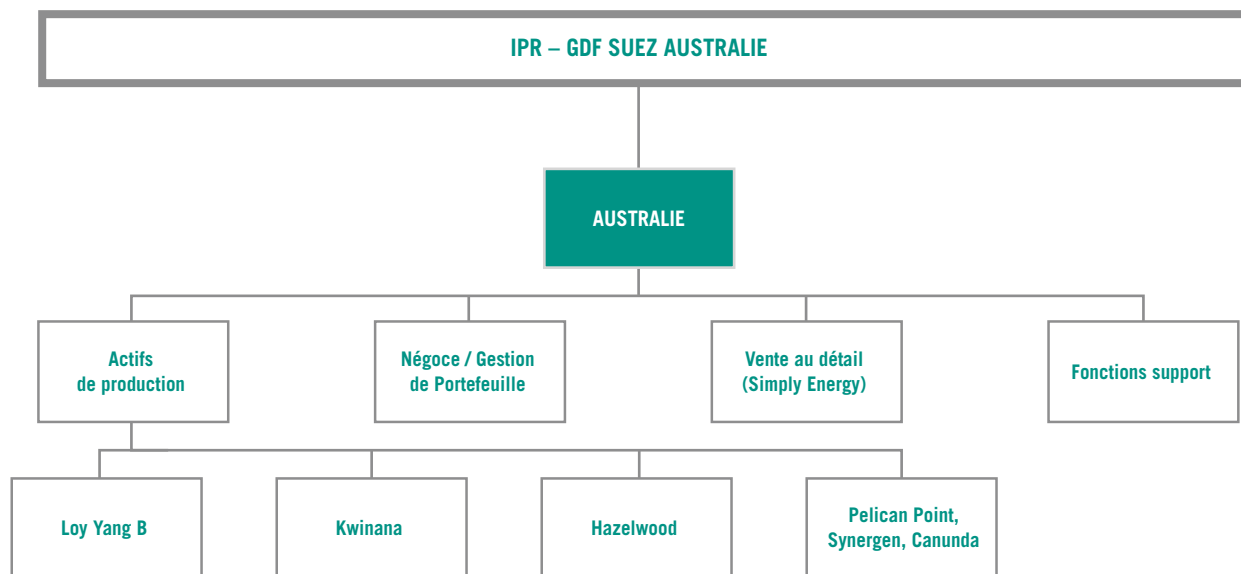 IPR – GDF SUEZ AUSTRALIE
AUSTRALIE
Actifs
de production
Négoce / Gestion
de Portefeuille
Vente au détail
(Simply Energy)
Fonctions support
Loy Yang B
Kwinana
Hazelwood
Pelican Point,
Synergen, Canunda